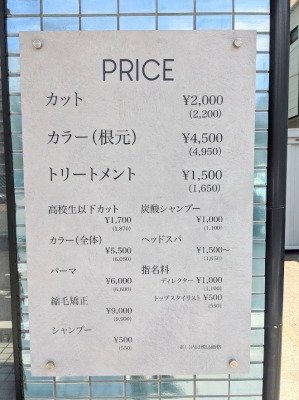 PRICE
カット ¥2,000
(2,200)
カラー(根元) ¥4,500
(4,950)
トリートメント ¥1,500
(1,650)
高校生以下カット
¥1,700
(1,870)
カラー(全体)
¥5,500
(6,050)
パーマ
¥6,000
(6,600)
縮毛矯正
¥9,000
(9,900)
シャンプー
¥500
(550)
炭酸シャンプー
¥1,000
(1,100)
ヘッドスパ
¥1,500~
(1,650)
指名料
ディレクター ¥1,000
(1,100)
トップスタイリスト ¥500
(550)